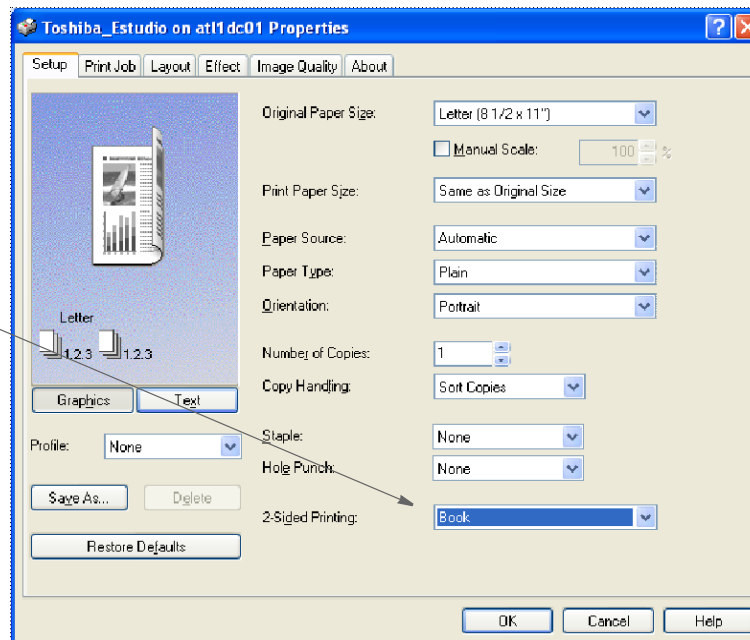 Toshiba_Estudio on atl1dc01 Properties
Setup Print Job Layout Effect Image Quality About
Original Paper Size: Letter (8 1/2 x 11")
Manual Scale: 100 %
Print Paper Size: Same as Original Size
Paper Source: Automatic
Paper Type: Plain
Orientation: Portrait
Letter
1.2.3 1.2.3
Number of Copies: 1
Copy Handling: Sort Copies
Graphics Text
Staple: None
Profile: None
Hole Punch: None
Save As... Delete
2-Sided Printing: Book
Restore Defaults
OK Cancel Help